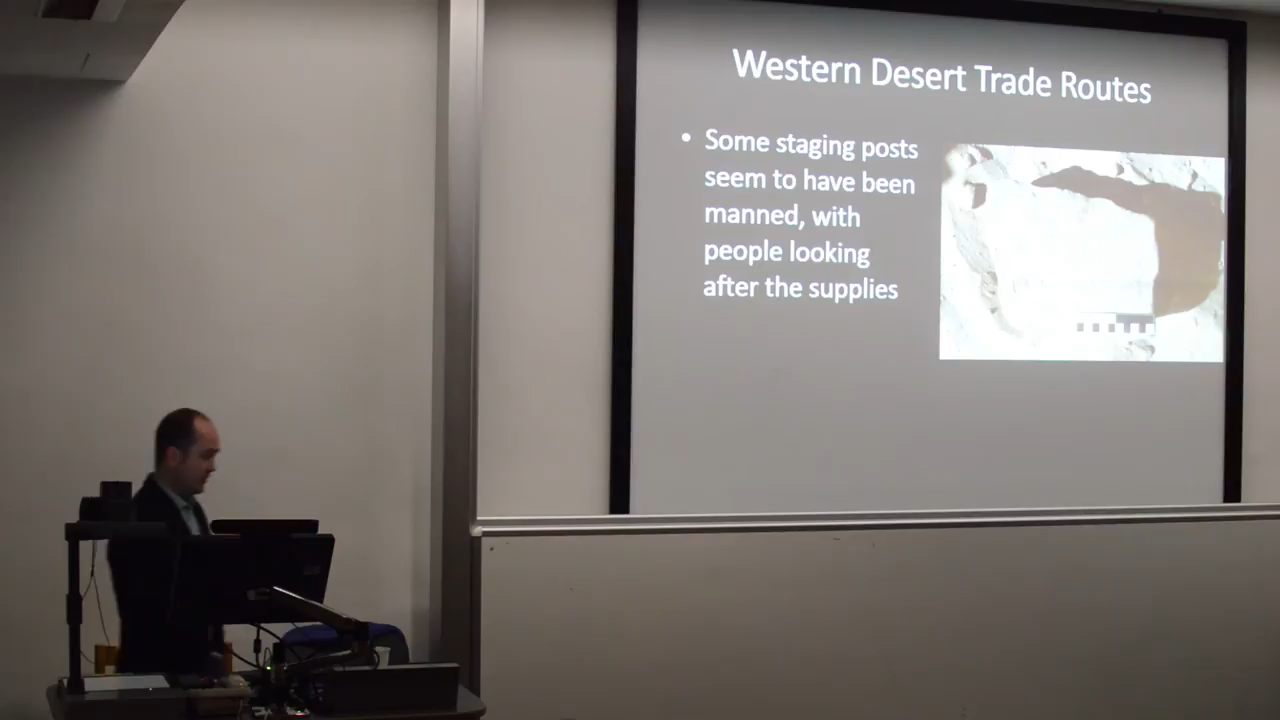 Western Desert Trade Routes
• Some staging posts
seem to have been
manned, with
people looking
after the supplies